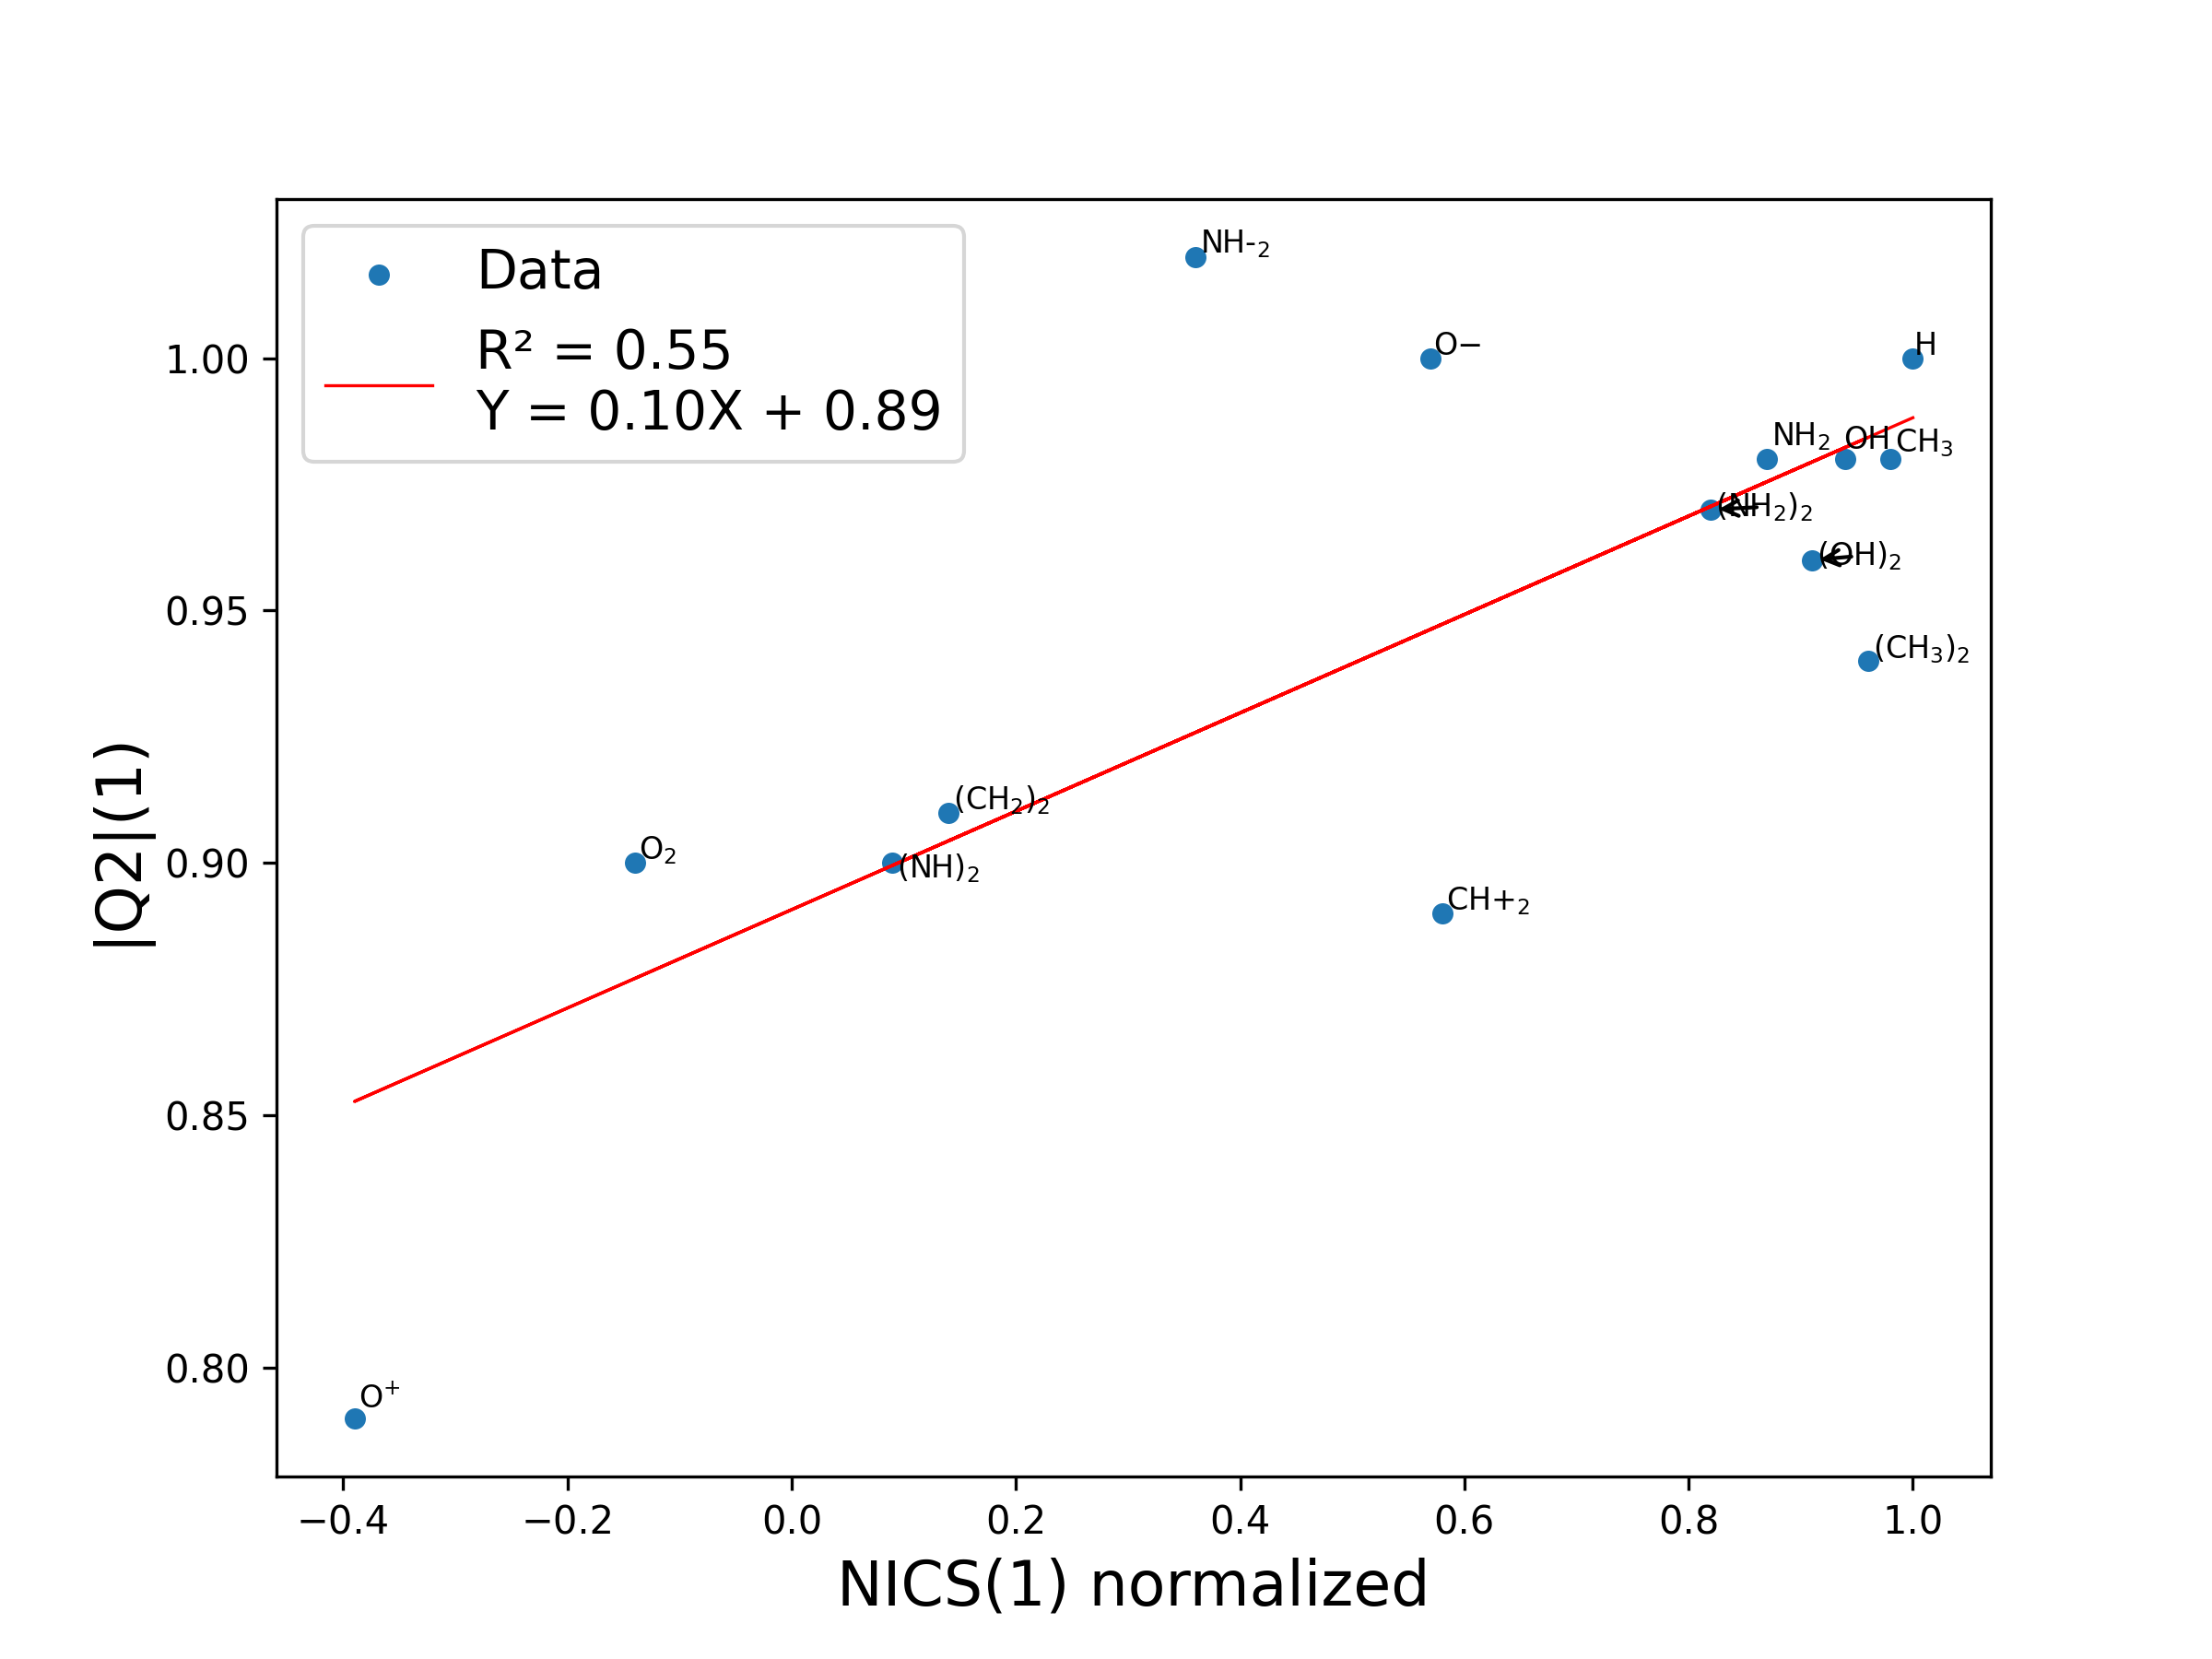 Data
R² = 0.55
Y = 0.10X + 0.89
NH-₂
O−
H
NH₂
OH
CH₃
(NH₂)₂
(OH)₂
(CH₃)₂
(CH₂)₂
O₂
(NH)₂
CH+₂
O⁺
1.00
0.95
0.90
0.85
0.80
|Q2|(1)
−0.4
−0.2
0.0
0.2
0.4
0.6
0.8
1.0
NICS(1) normalized